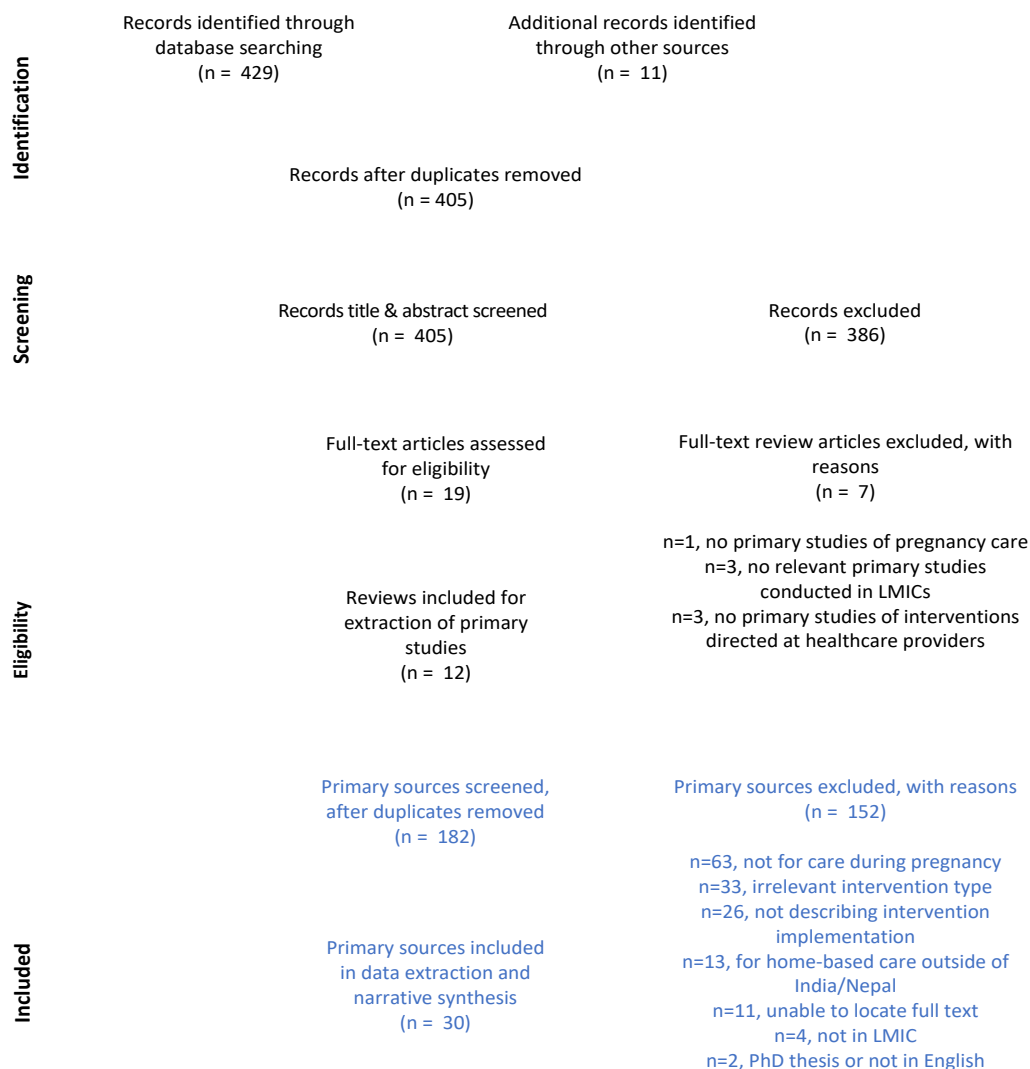 Identification
Records identified through
database searching
(n = 429)
Additional records identified
through other sources
(n = 11)
Records after duplicates removed
(n = 405)
Screening
Records title & abstract screened
(n = 405)
Records excluded
(n = 386)
Eligibility
Full-text articles assessed
for eligibility
(n = 19)
Full-text review articles excluded, with
reasons
(n = 7)
n=1, no primary studies of pregnancy care
n=3, no relevant primary studies
conducted in LMICs
n=3, no primary studies of interventions
directed at healthcare providers
Reviews included for
extraction of primary
studies
(n = 12)
Included
Primary sources screened,
after duplicates removed
(n = 182)
Primary sources excluded, with reasons
(n = 152)
n=63, not for care during pregnancy
n=33, irrelevant intervention type
n=26, not describing intervention
implementation
n=13, for home-based care outside of
India/Nepal
n=11, unable to locate full text
n=4, not in LMIC
n=2, PhD thesis or not in English
Primary sources included
in data extraction and
narrative synthesis
(n = 30)